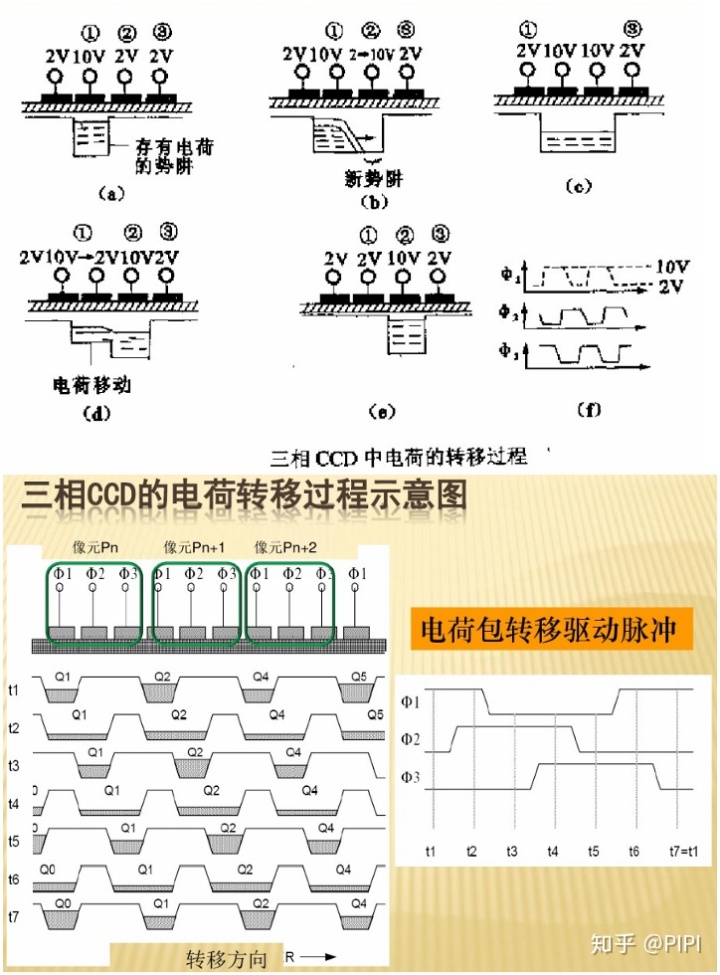 ① ② ③
2V 10V 2V 2V
存有电荷
的势阱
(a)
① ② ③
2V 10V 2→10V 2V
新势阱
(b)
① ③
2V 10V 10V 2V
(c)
① ② ③
2V 10V→2V 10V 2V
电荷移动
(d)
① ② ③
2V 2V 10V 2V
(e)
Φ₁ 10V
2V
Φ₂
Φ₃
(f)
三相 CCD 中电荷的转移过程
三相CCD的电荷转移过程示意图
像元Pn 像元Pn+1 像元Pn+2
Φ1 Φ2 Φ3 Φ1 Φ2 Φ3 Φ1 Φ2 Φ3 Φ1
t1 Q1 Q2 Q4 Q5
t2 Q1 Q2 Q4 Q5
t3 Q1 Q2 Q4
t4 Q1 Q2 Q4
t5 Q1 Q2 Q4
t6 Q0 Q1 Q2 Q4
t7 Q0 Q1 Q2 Q4
转移方向 R
电荷包转移驱动脉冲
Φ1
Φ2
Φ3
t1 t2 t3 t4 t5 t6 t7=t1
知乎 @PIPI